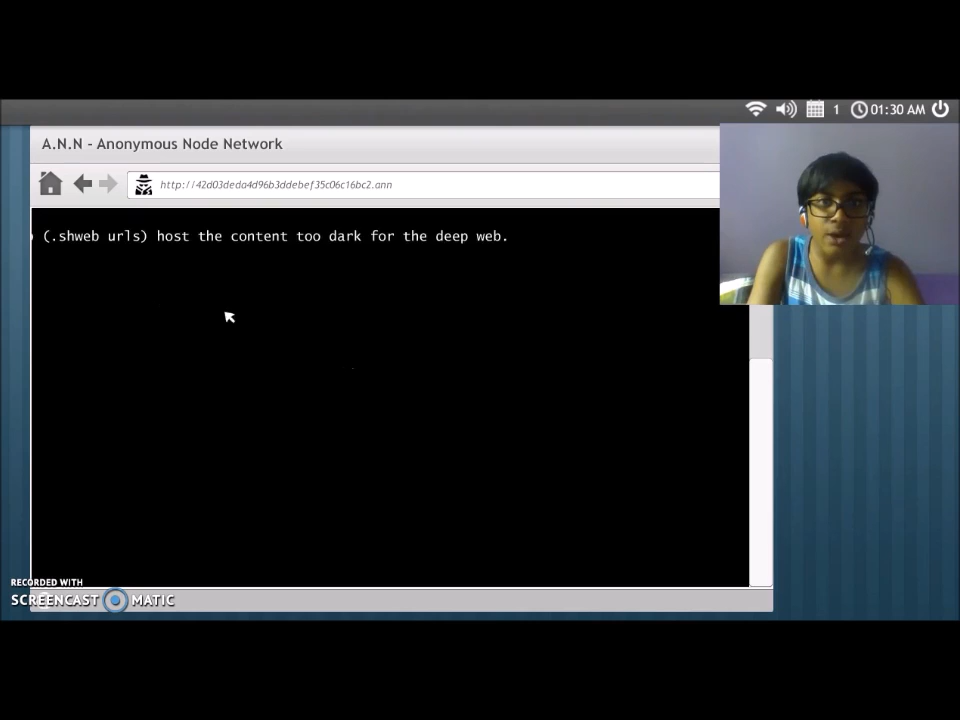 1 01:30 AM
A.N.N - Anonymous Node Network
http://42d03deda4d96b3ddebef35c06c16bc2.ann
(.shweb urls) host the content too dark for the deep web.
RECORDED WITH
SCREENCAST MATIC